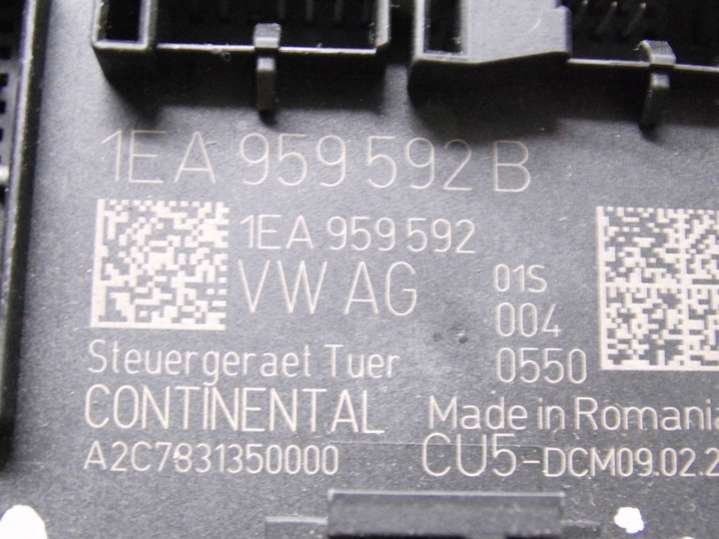 1EA 959 592 B
1EA 959 592
VW AG
01S
004
Steuergeraet Tuer
0550
CONTINENTAL
Made in Romania
A2C7831350000
CU5-DCM09.02.2